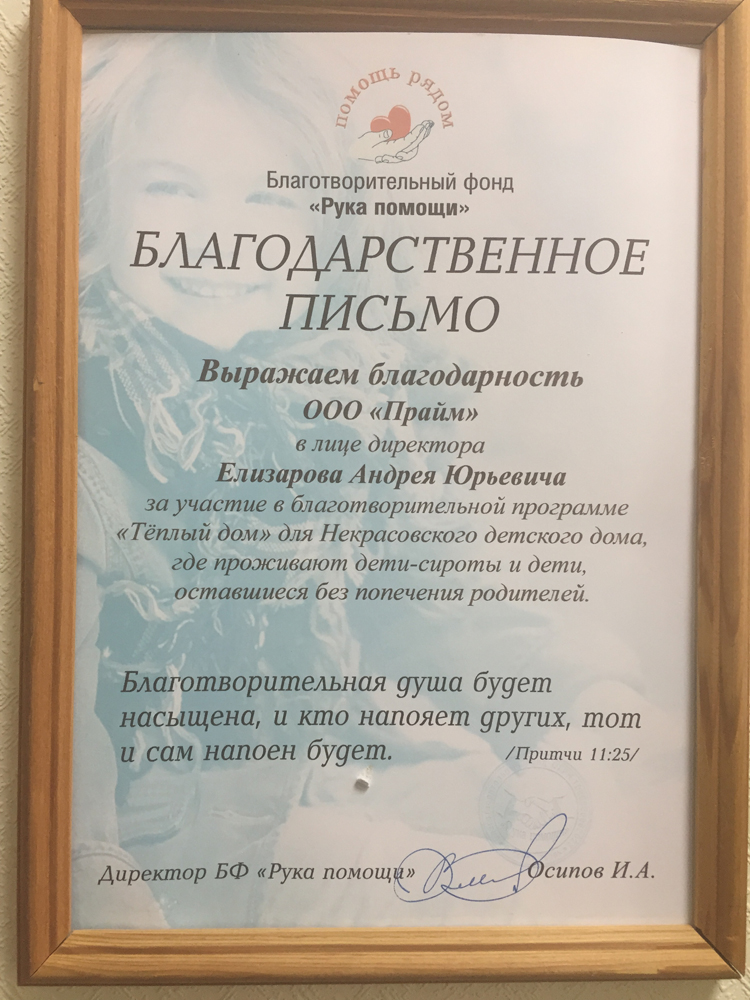 помощь рядом
Благотворительный фонд
«Рука помощи»
БЛАГОДАРСТВЕННОЕ
ПИСЬМО
Выражаем благодарность
ООО «Прайм»
в лице директора
Елизарова Андрея Юрьевича
за участие в благотворительной программе
«Тёплый дом» для Некрасовского детского дома,
где проживают дети-сироты и дети,
оставшиеся без попечения родителей.
Благотворительная душа будет
насыщена, и кто напояет других, тот
и сам напоен будет.
/Притчи 11:25/
Директор БФ «Рука помощи» Осипов И.А.